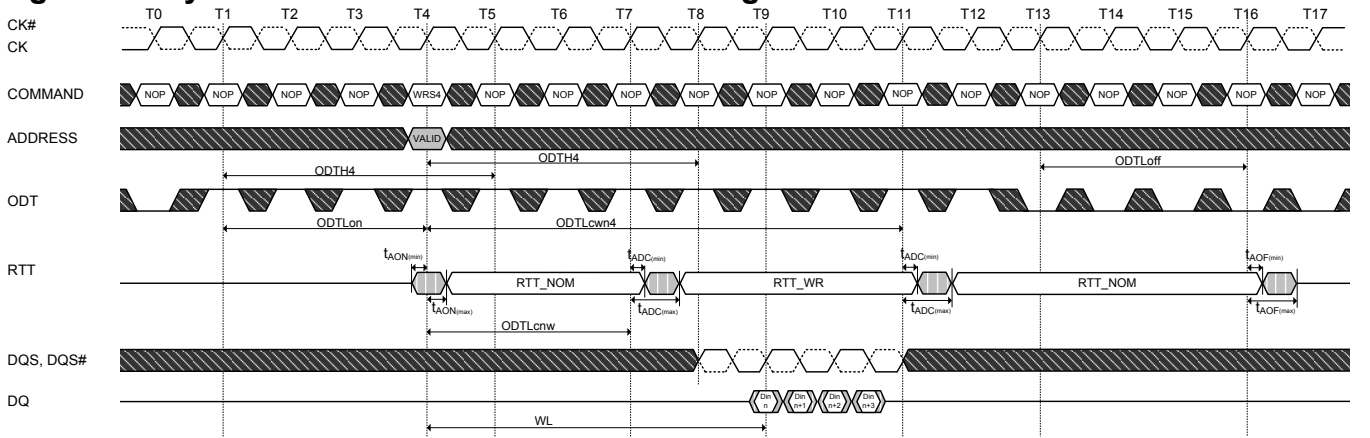 T0 T1 T2 T3 T4 T5 T6 T7 T8 T9 T10 T11 T12 T13 T14 T15 T16 T17
CK#
CK
COMMAND NOP NOP NOP NOP WRS4 NOP NOP NOP NOP NOP NOP NOP NOP NOP NOP NOP NOP NOP
ADDRESS VALID
ODTH4 ODTLoff
ODTH4
ODT
ODTLon ODTLcwn4
tAON(min) tADC(min) tADC(min) tAOF(min)
RTT RTT_NOM RTT_WR RTT_NOM
tAON(max) tADC(max) tADC(max) tAOF(max)
ODTLcnw
DQS, DQS#
DQ Din n Din n+1 Din n+2 Din n+3
WL